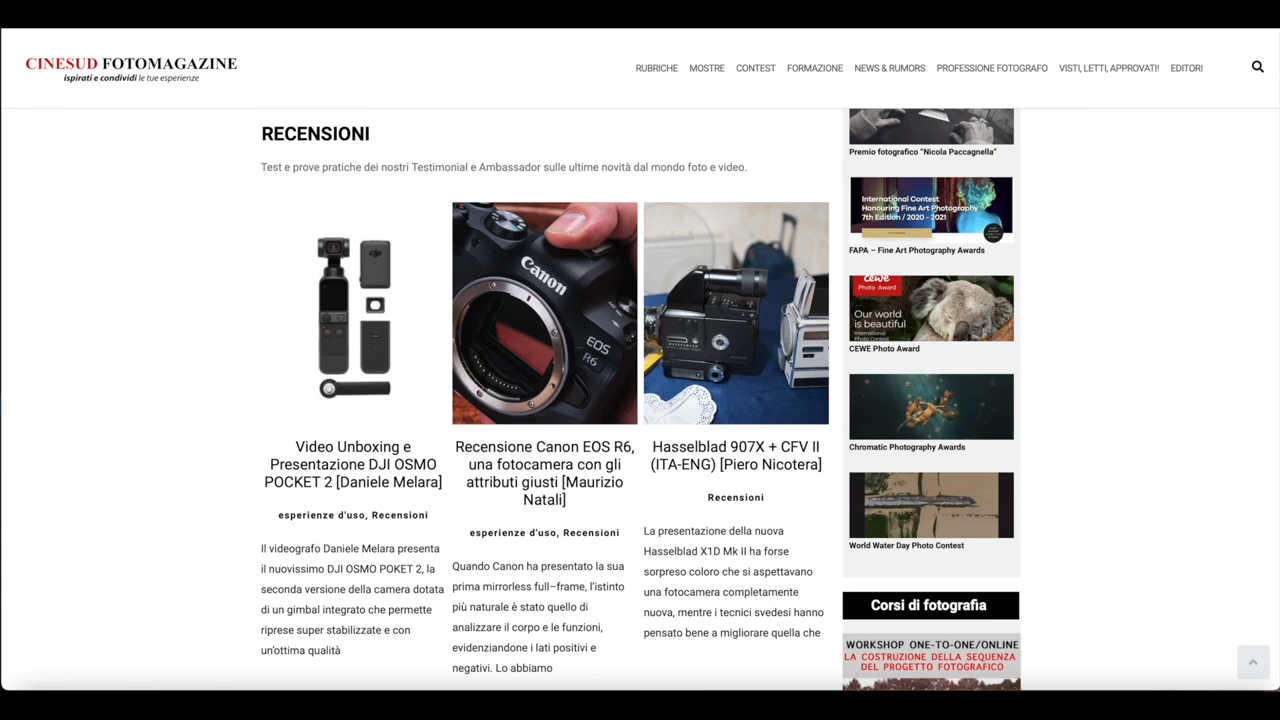 CINESUD FOTOMAGAZINE
ispirati e condividi le tue esperienze
RUBRICHE MOSTRE CONTEST FORMAZIONE NEWS & RUMORS PROFESSIONE FOTOGRAFO VISTI, LETTI, APPROVATI! EDITORI
RECENSIONI
Test e prove pratiche dei nostri Testimonial e Ambassador sulle ultime novità dal mondo foto e video.
Canon
EOS
R6
HASSELBLAD
Video Unboxing e
Presentazione DJI OSMO
POCKET 2 [Daniele Melara]
esperienze d'uso, Recensioni
Il videografo Daniele Melara presenta
il nuovissimo DJI OSMO POKET 2, la
seconda versione della camera dotata
di un gimbal integrato che permette
riprese super stabilizzate e con
un'ottima qualità
Recensione Canon EOS R6,
una fotocamera con gli
attributi giusti [Maurizio
Natali]
esperienze d'uso, Recensioni
Quando Canon ha presentato la sua
prima mirrorless full–frame, l'istinto
più naturale è stato quello di
analizzare il corpo e le funzioni,
evidenziandone i lati positivi e
negativi. Lo abbiamo
Hasselblad 907X + CFV II
(ITA-ENG) [Piero Nicotera]
Recensioni
La presentazione della nuova
Hasselblad X1D Mk II ha forse
sorpreso coloro che si aspettavano
una fotocamera completamente
nuova, mentre i tecnici svedesi hanno
pensato bene a migliorare quella che
Premio fotografico "Nicola Paccagnella"
International Contest
Honouring Fine Art Photography
7th Edition / 2020 - 2021
FAPA – Fine Art Photography Awards
cewe
Photo Award
Our world
is beautiful
International
Photo Contest
CEWE Photo Award
Chromatic Photography Awards
World Water Day Photo Contest
Corsi di fotografia
WORKSHOP ONE-TO-ONE/ONLINE
LA COSTRUZIONE DELLA SEQUENZA
DEL PROGETTO FOTOGRAFICO